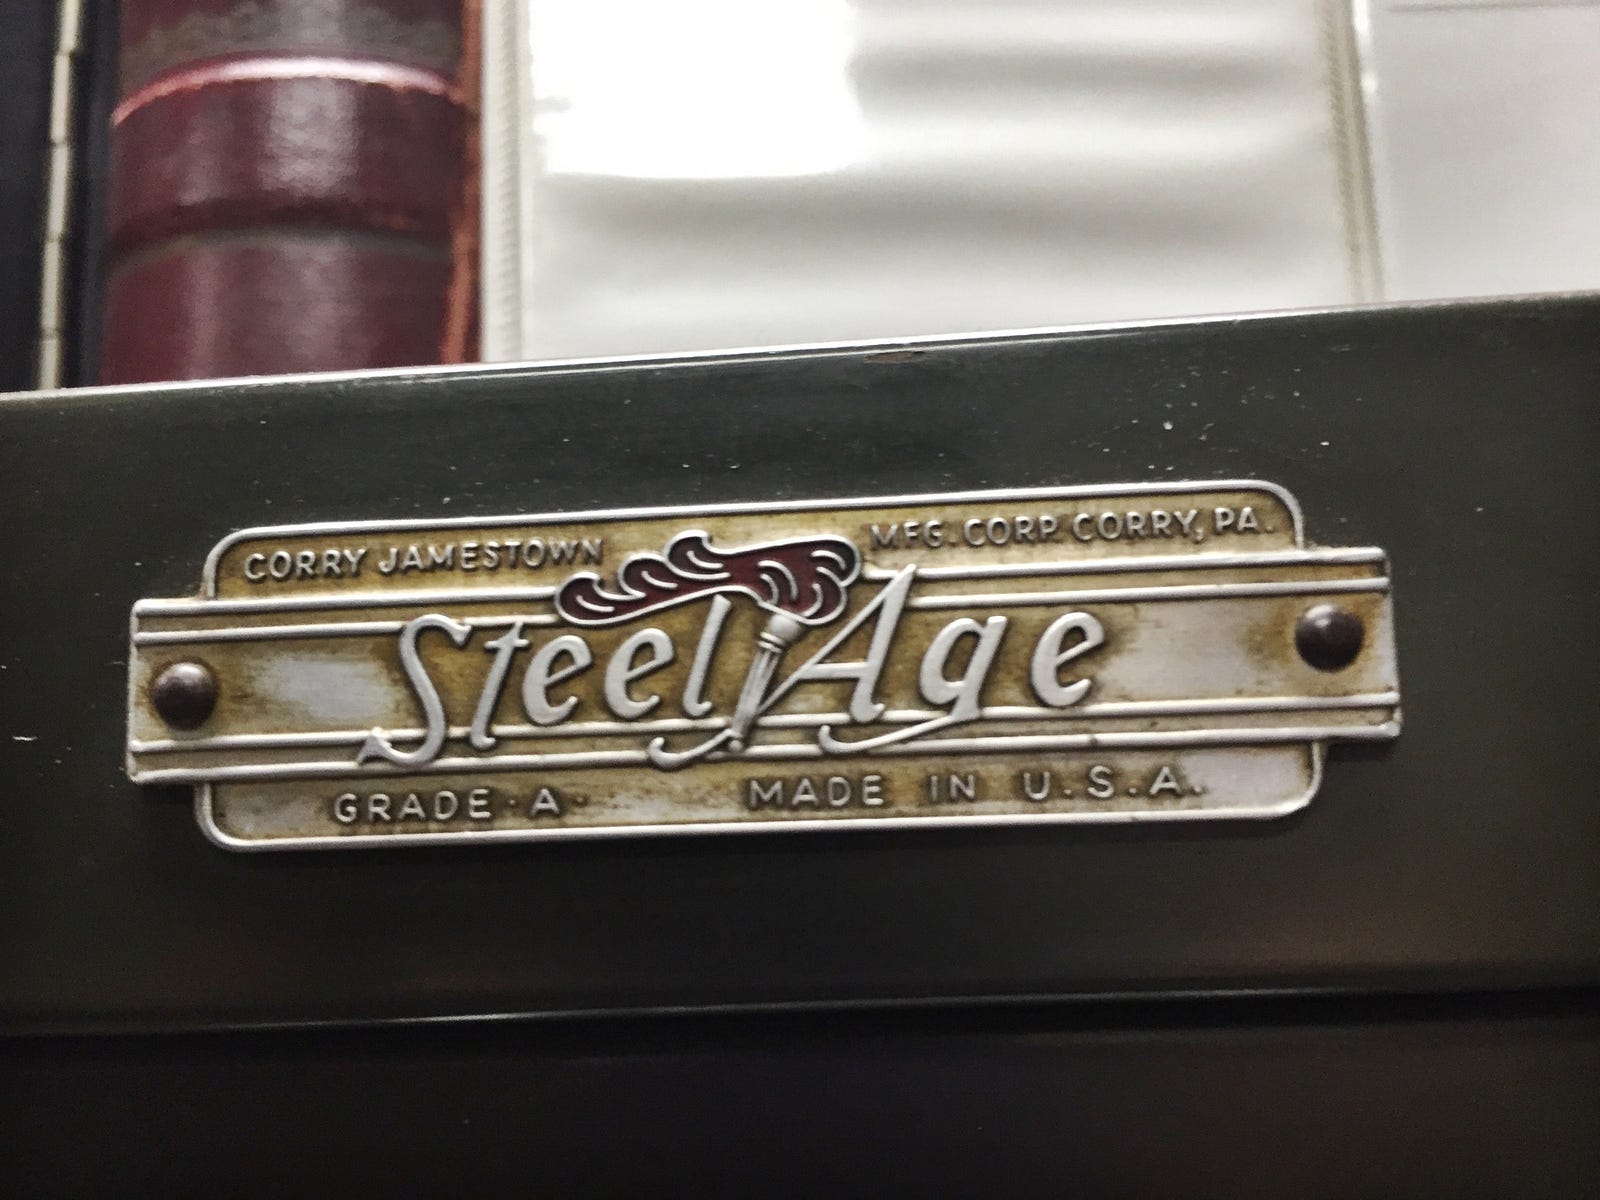 CORRY JAMESTOWN MFG. CORP. CORRY, PA.
Steel Age
GRADE · A · MADE IN U.S.A.